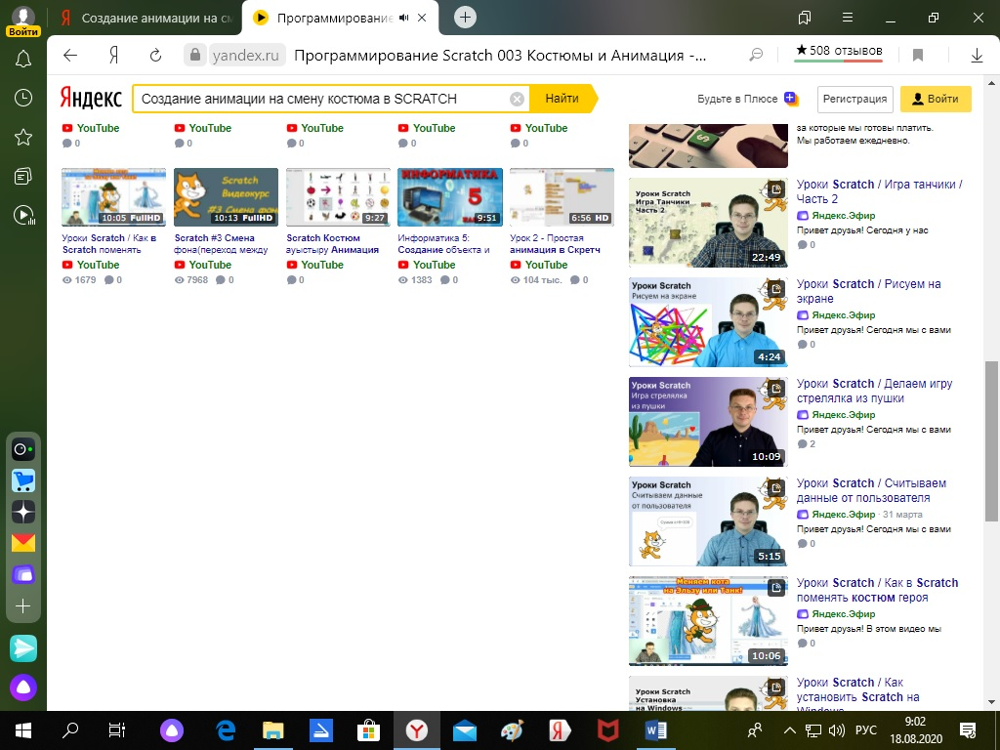 Войти
Создание анимации на см
Программирование
yandex.ru
Программирование Scratch 003 Костюмы и Анимация -...
★ 508 отзывов
Яндекс
Создание анимации на смену костюма в SCRATCH
Найти
Будьте в Плюсе
Регистрация
Войти
YouTube
0
YouTube
0
YouTube
0
YouTube
0
YouTube
0
10:05 FullHD
Уроки Scratch / Как в
Scratch поменять
YouTube
1679
0
Scratch
Видеокурс
#3 Смена фон
10:13 FullHD
Scratch #3 Смена
фона(переход между
YouTube
7968
0
9:27
Scratch Костюм
ауыстыру Анимация
YouTube
0
ИНФОРМАТИКА
5
9:51
Информатика 5:
Создание объекта и
YouTube
1383
0
6:56 HD
Урок 2 - Простая
анимация в Скретч
YouTube
104 тыс.
0
за которые мы готовы платить.
Мы работаем ежедневно.
Уроки Scratch
Игра Танчики
Часть 2
22:49
Уроки Scratch / Игра танчики /
Часть 2
Яндекс.Эфир
Привет друзья! Сегодня у нас
0
Уроки Scratch
Рисуем на экране
4:24
Уроки Scratch / Рисуем на
экране
Яндекс.Эфир
Привет друзья! Сегодня мы с вами
0
Уроки Scratch
Игра стрелялка
из пушки
10:09
Уроки Scratch / Делаем игру
стрелялка из пушки
Яндекс.Эфир
Привет друзья! Сегодня мы с вами
2
Уроки Scratch
Считываем данные
от пользователя
5:15
Уроки Scratch / Считываем
данные от пользователя
Яндекс.Эфир · 31 марта
Привет друзья! Сегодня мы с вами
0
Меняем кота
на Эльзу или Танк!
10:06
Уроки Scratch / Как в Scratch
поменять костюм героя
Яндекс.Эфир
Привет друзья! В этом видео мы
0
Уроки Scratch
Установка
на Windows
Уроки Scratch / Как
установить Scratch на
Windows
РУС
9:02
18.08.2020